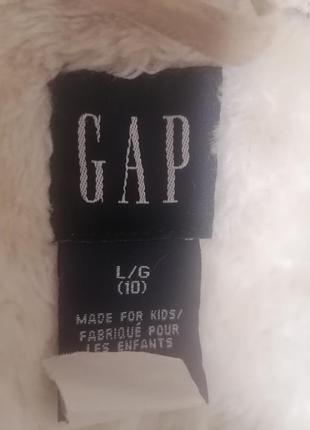 GAP
L/G
(10)
MADE FOR KIDS/
FABRIQUÉ POUR
LES ENFANTS